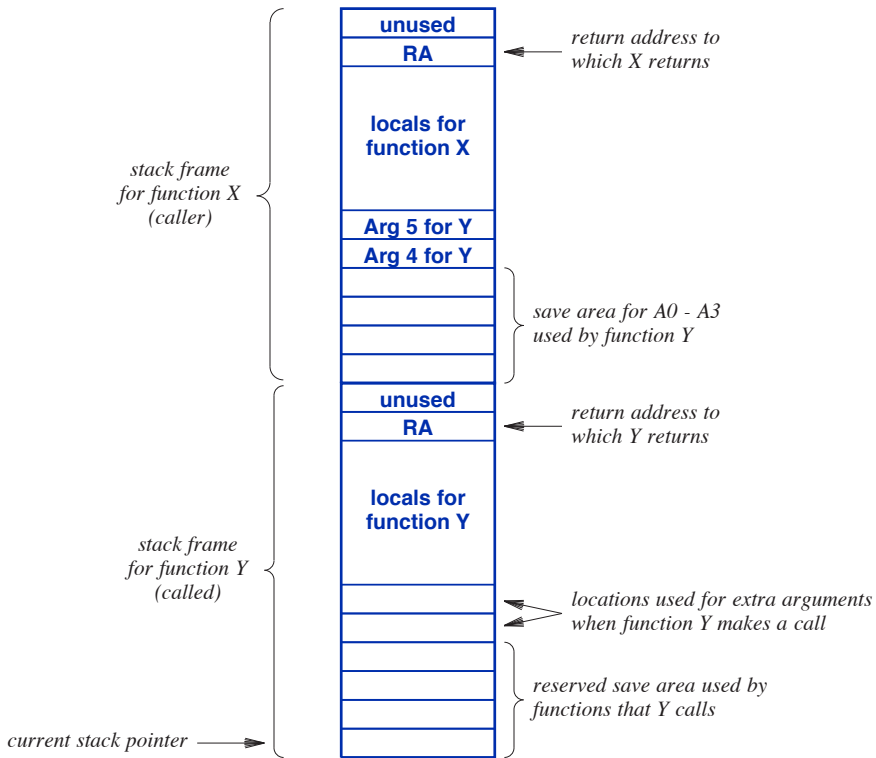 unused
RA
return address to
which X returns
locals for
function X
stack frame
for function X
(caller)
Arg 5 for Y
Arg 4 for Y
save area for A0 - A3
used by function Y
unused
RA
return address to
which Y returns
locals for
function Y
stack frame
for function Y
(called)
locations used for extra arguments
when function Y makes a call
reserved save area used by
functions that Y calls
current stack pointer